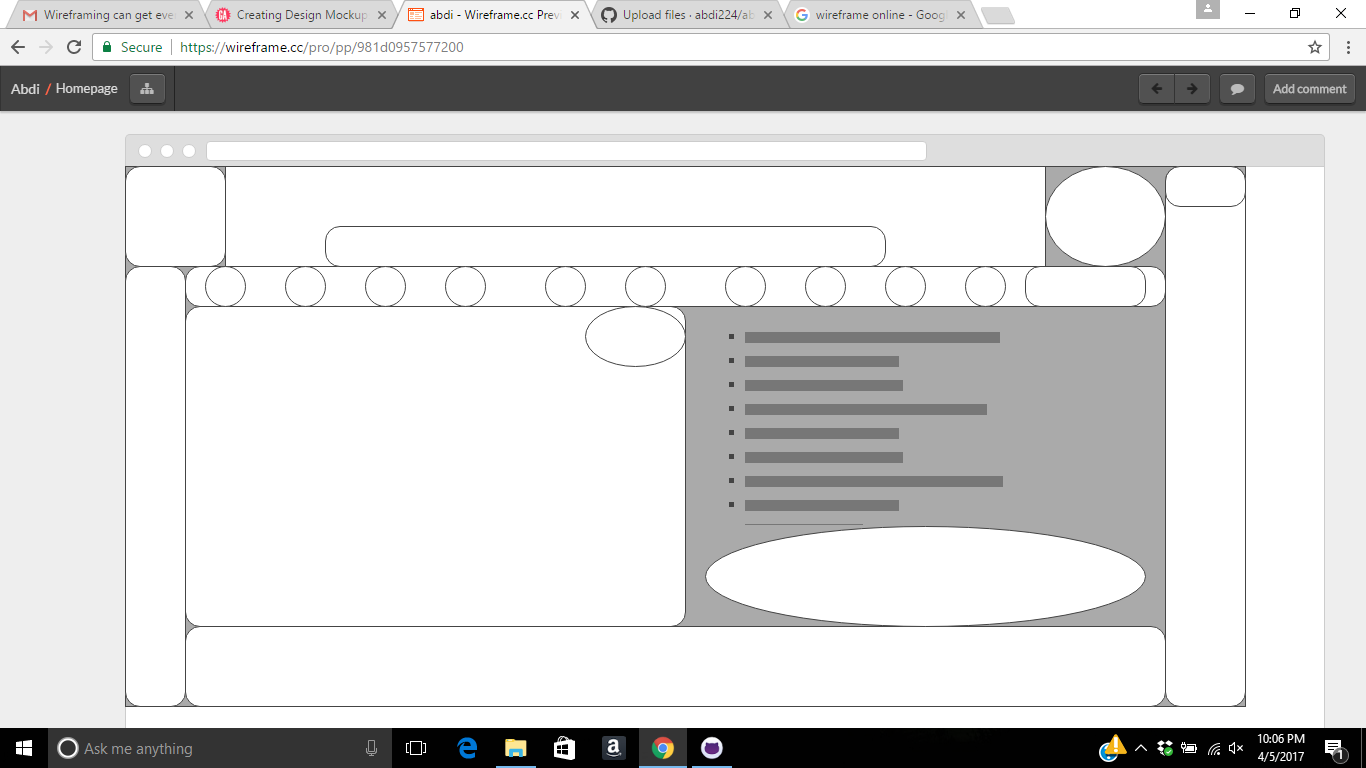 Wireframing can get eve
Creating Design Mockup
abdi - Wireframe.cc Previ
Upload files · abdi224/ab
wireframe online - Goog
Secure
https://wireframe.cc/pro/pp/981d0957577200
Abdi / Homepage
Add comment
Ask me anything
10:06 PM
4/5/2017
1